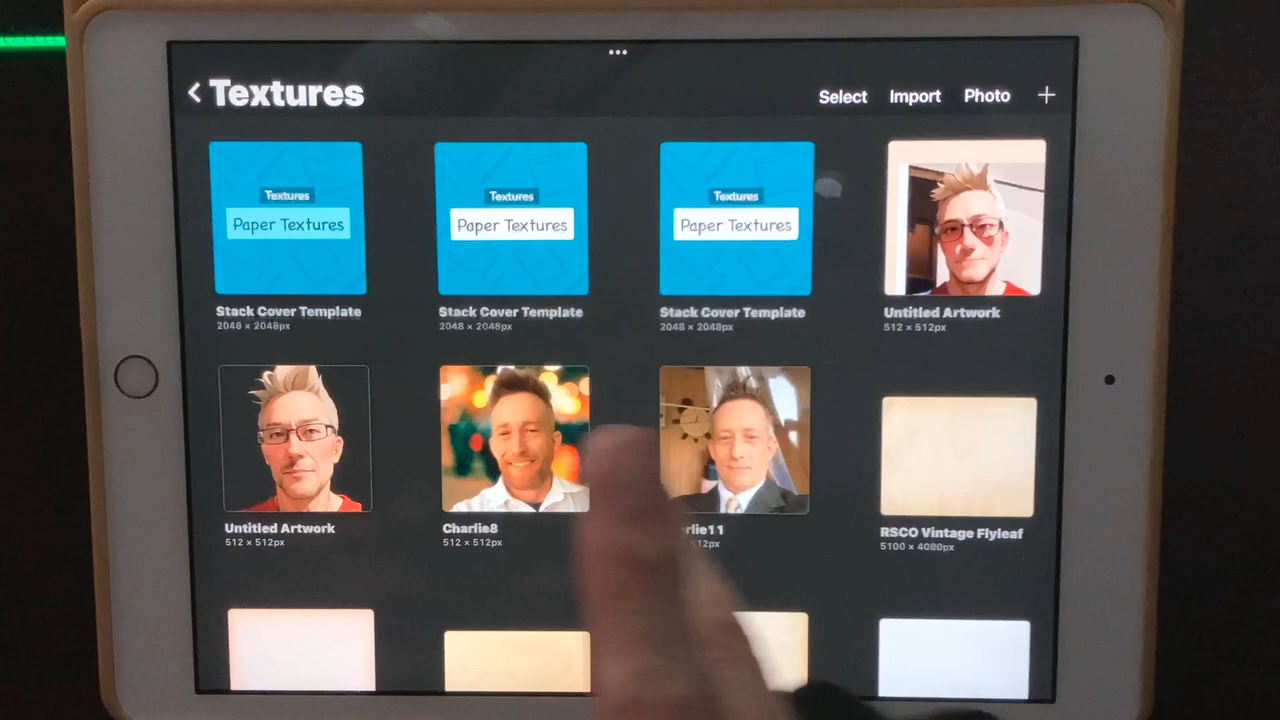 Textures
Select Import Photo
Textures
Paper Textures
Textures
Paper Textures
Textures
Paper Textures
Stack Cover Template
2048 × 2048px
Stack Cover Template
2048 × 2048px
Stack Cover Template
2048 × 2048px
Untitled Artwork
512 × 512px
Untitled Artwork
512 × 512px
Charlie8
512 × 512px
rlie11
12px
RSCO Vintage Flyleaf
5100 × 4080px